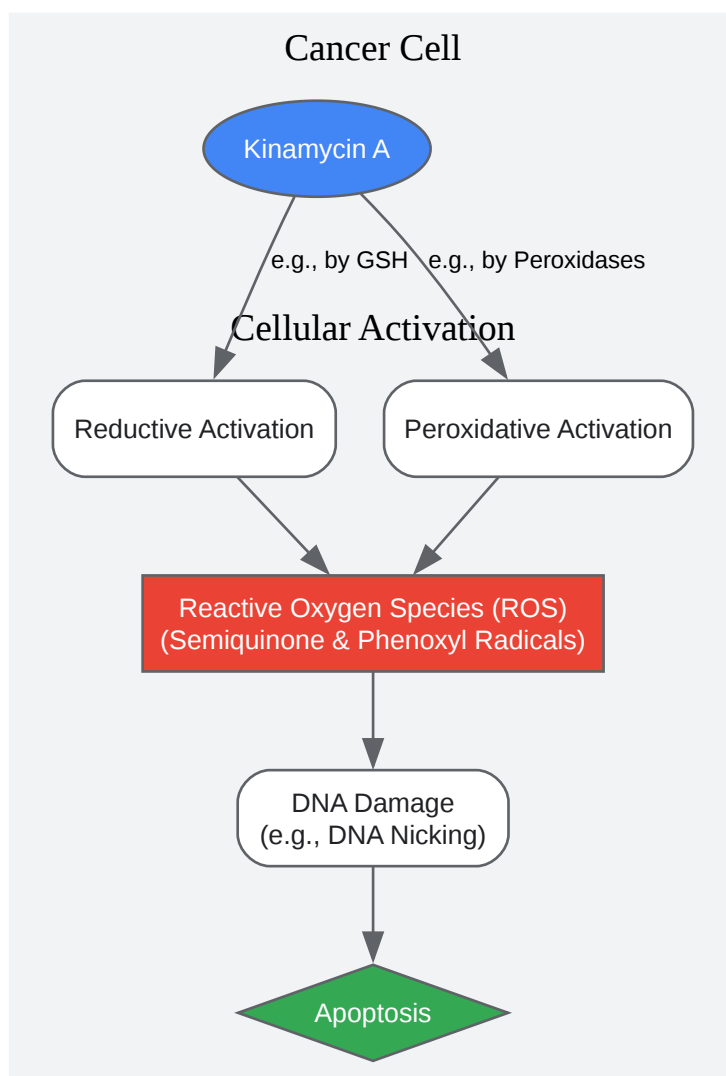 Cancer Cell
Kinamycin A
e.g., by GSH
e.g., by Peroxidases
Cellular Activation
Reductive Activation
Peroxidative Activation
Reactive Oxygen Species (ROS)
(Semiquinone & Phenoxyl Radicals)
DNA Damage
(e.g., DNA Nicking)
Apoptosis